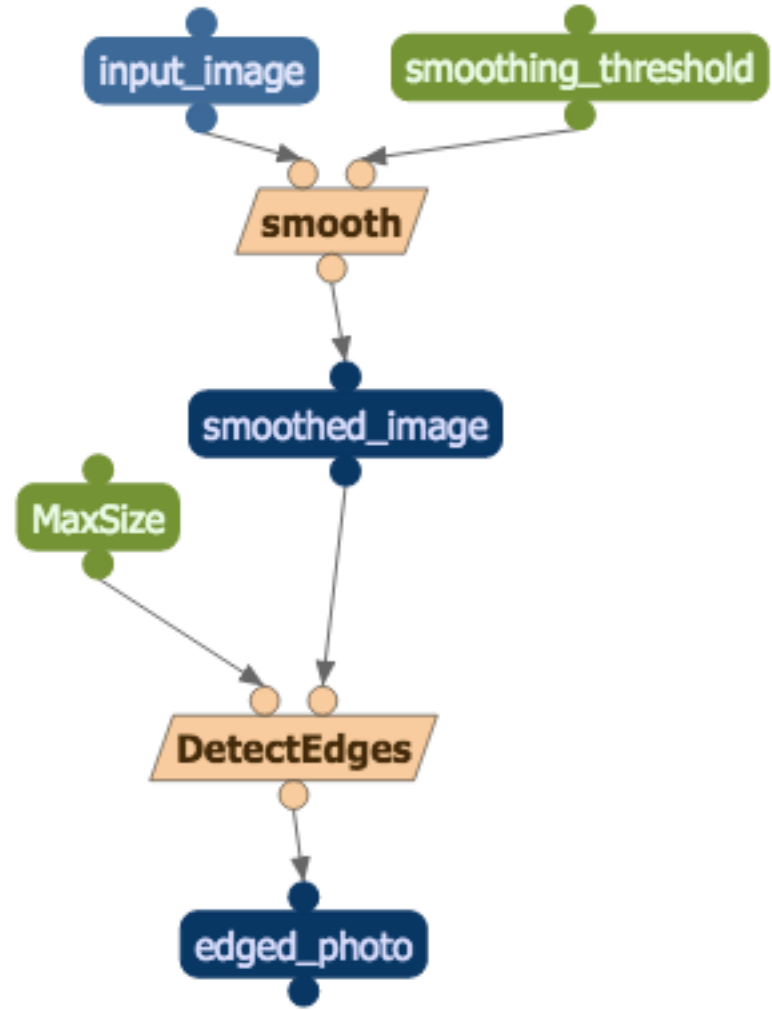 input_image
smoothing_threshold
smooth
smoothed_image
MaxSize
DetectEdges
edged_photo